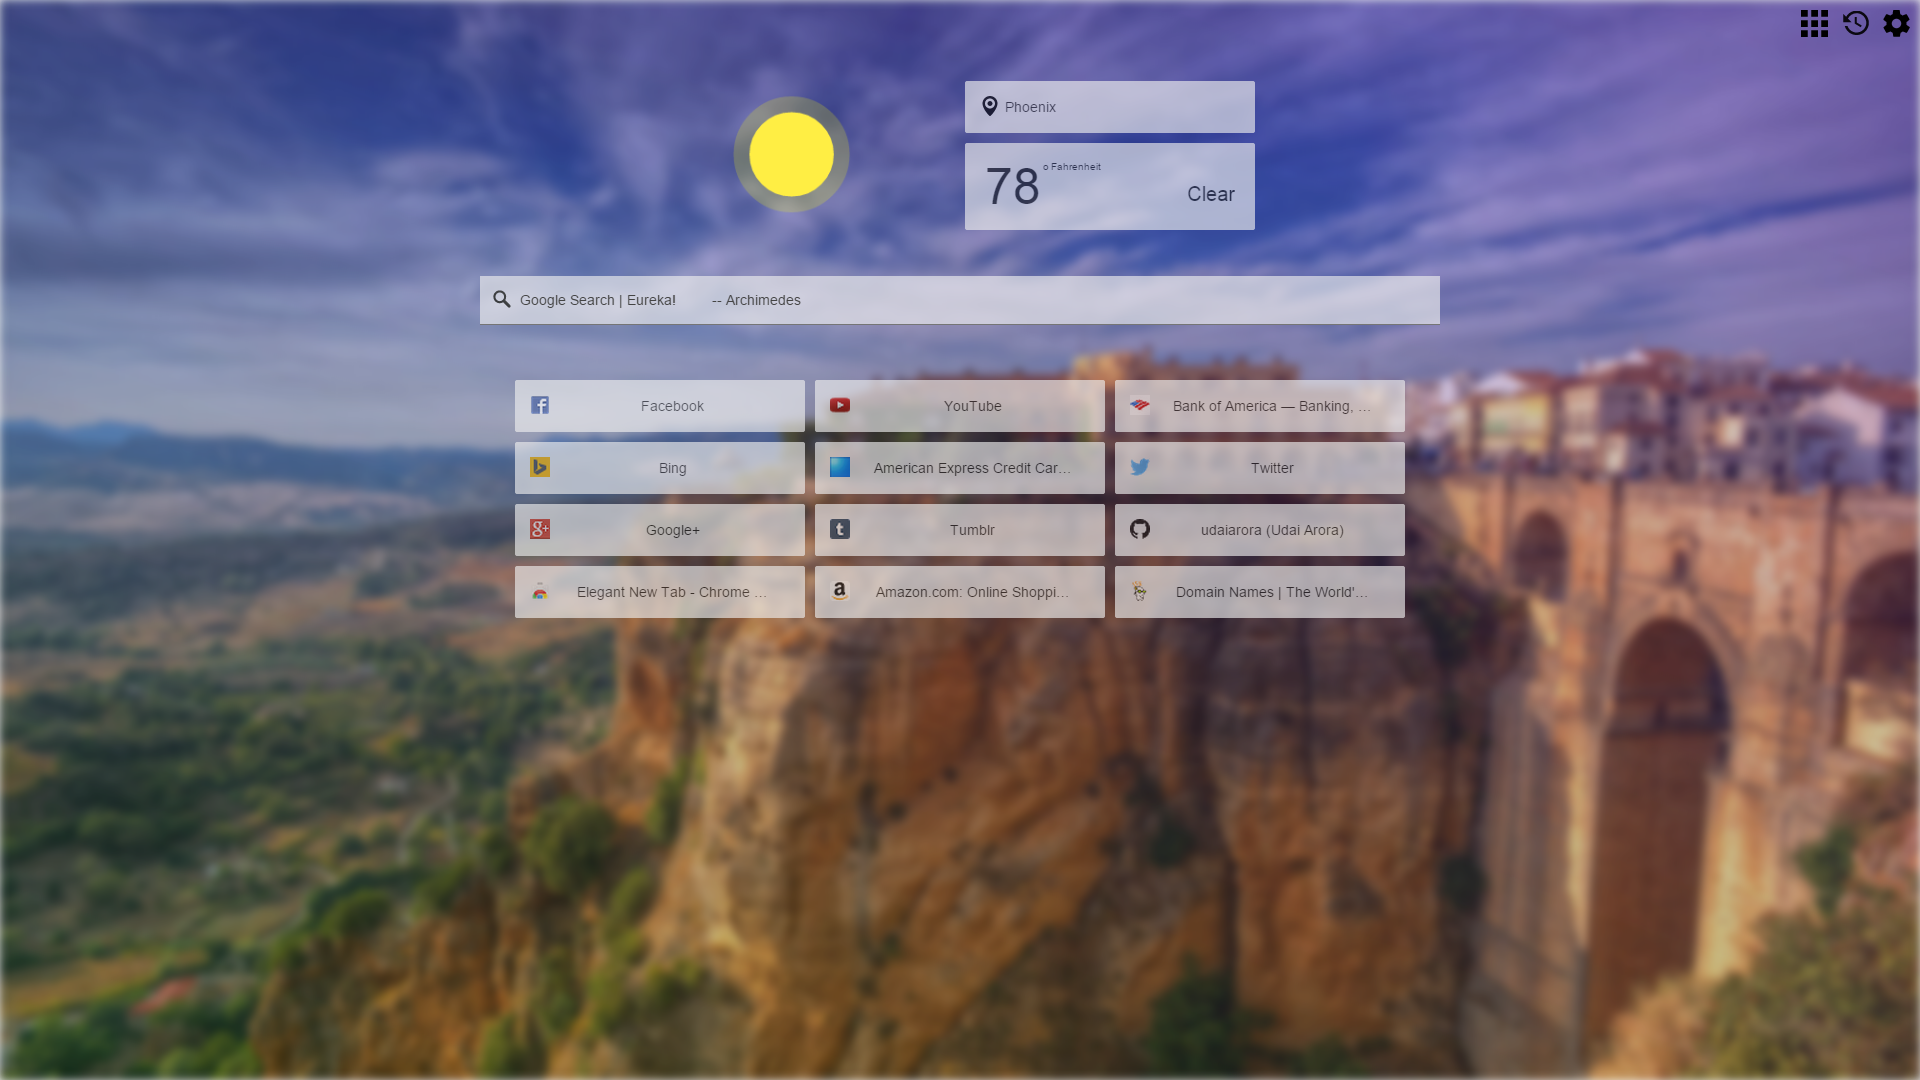 Phoenix
78 o Fahrenheit
Clear
Google Search | Eureka! -- Archimedes
Facebook
YouTube
Bank of America — Banking, ...
Bing
American Express Credit Car...
Twitter
Google+
Tumblr
udaiarora (Udai Arora)
Elegant New Tab - Chrome ...
Amazon.com: Online Shoppi...
Domain Names | The World'...